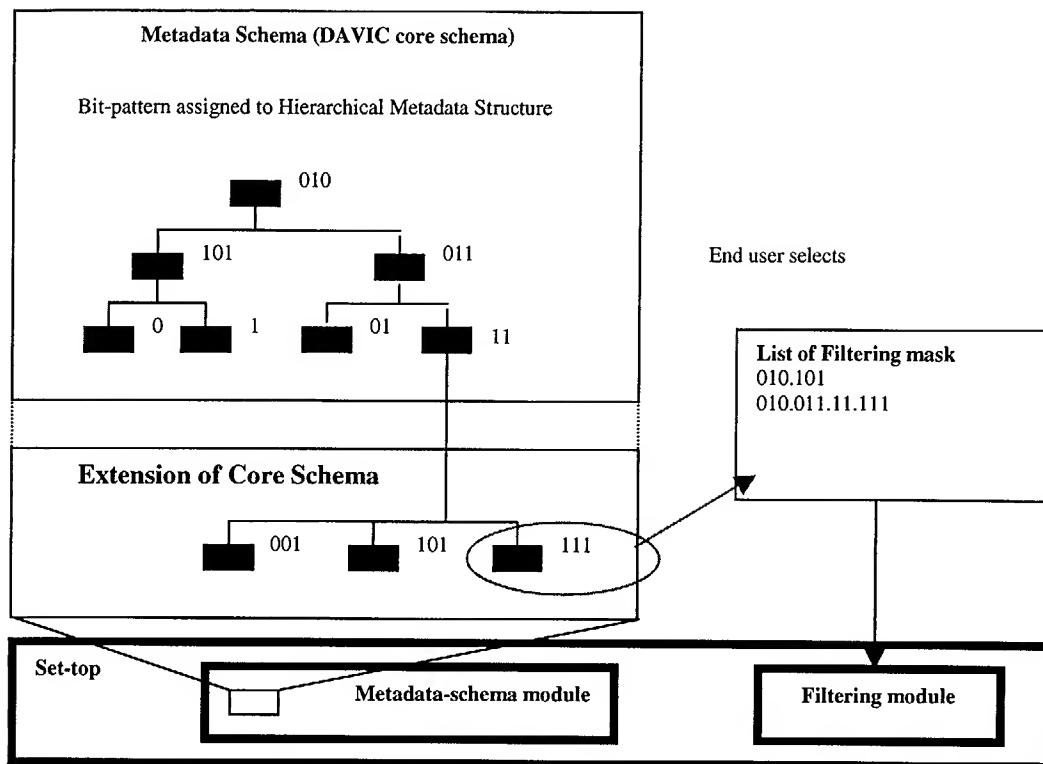 Metadata Schema (DAVIC core schema)
Bit-pattern assigned to Hierarchical Metadata Structure
010
101
011
0
1
01
11
End user selects
List of Filtering mask
010.101
010.011.11.111
Extension of Core Schema
001
101
111
Set-top
Metadata-schema module
Filtering module